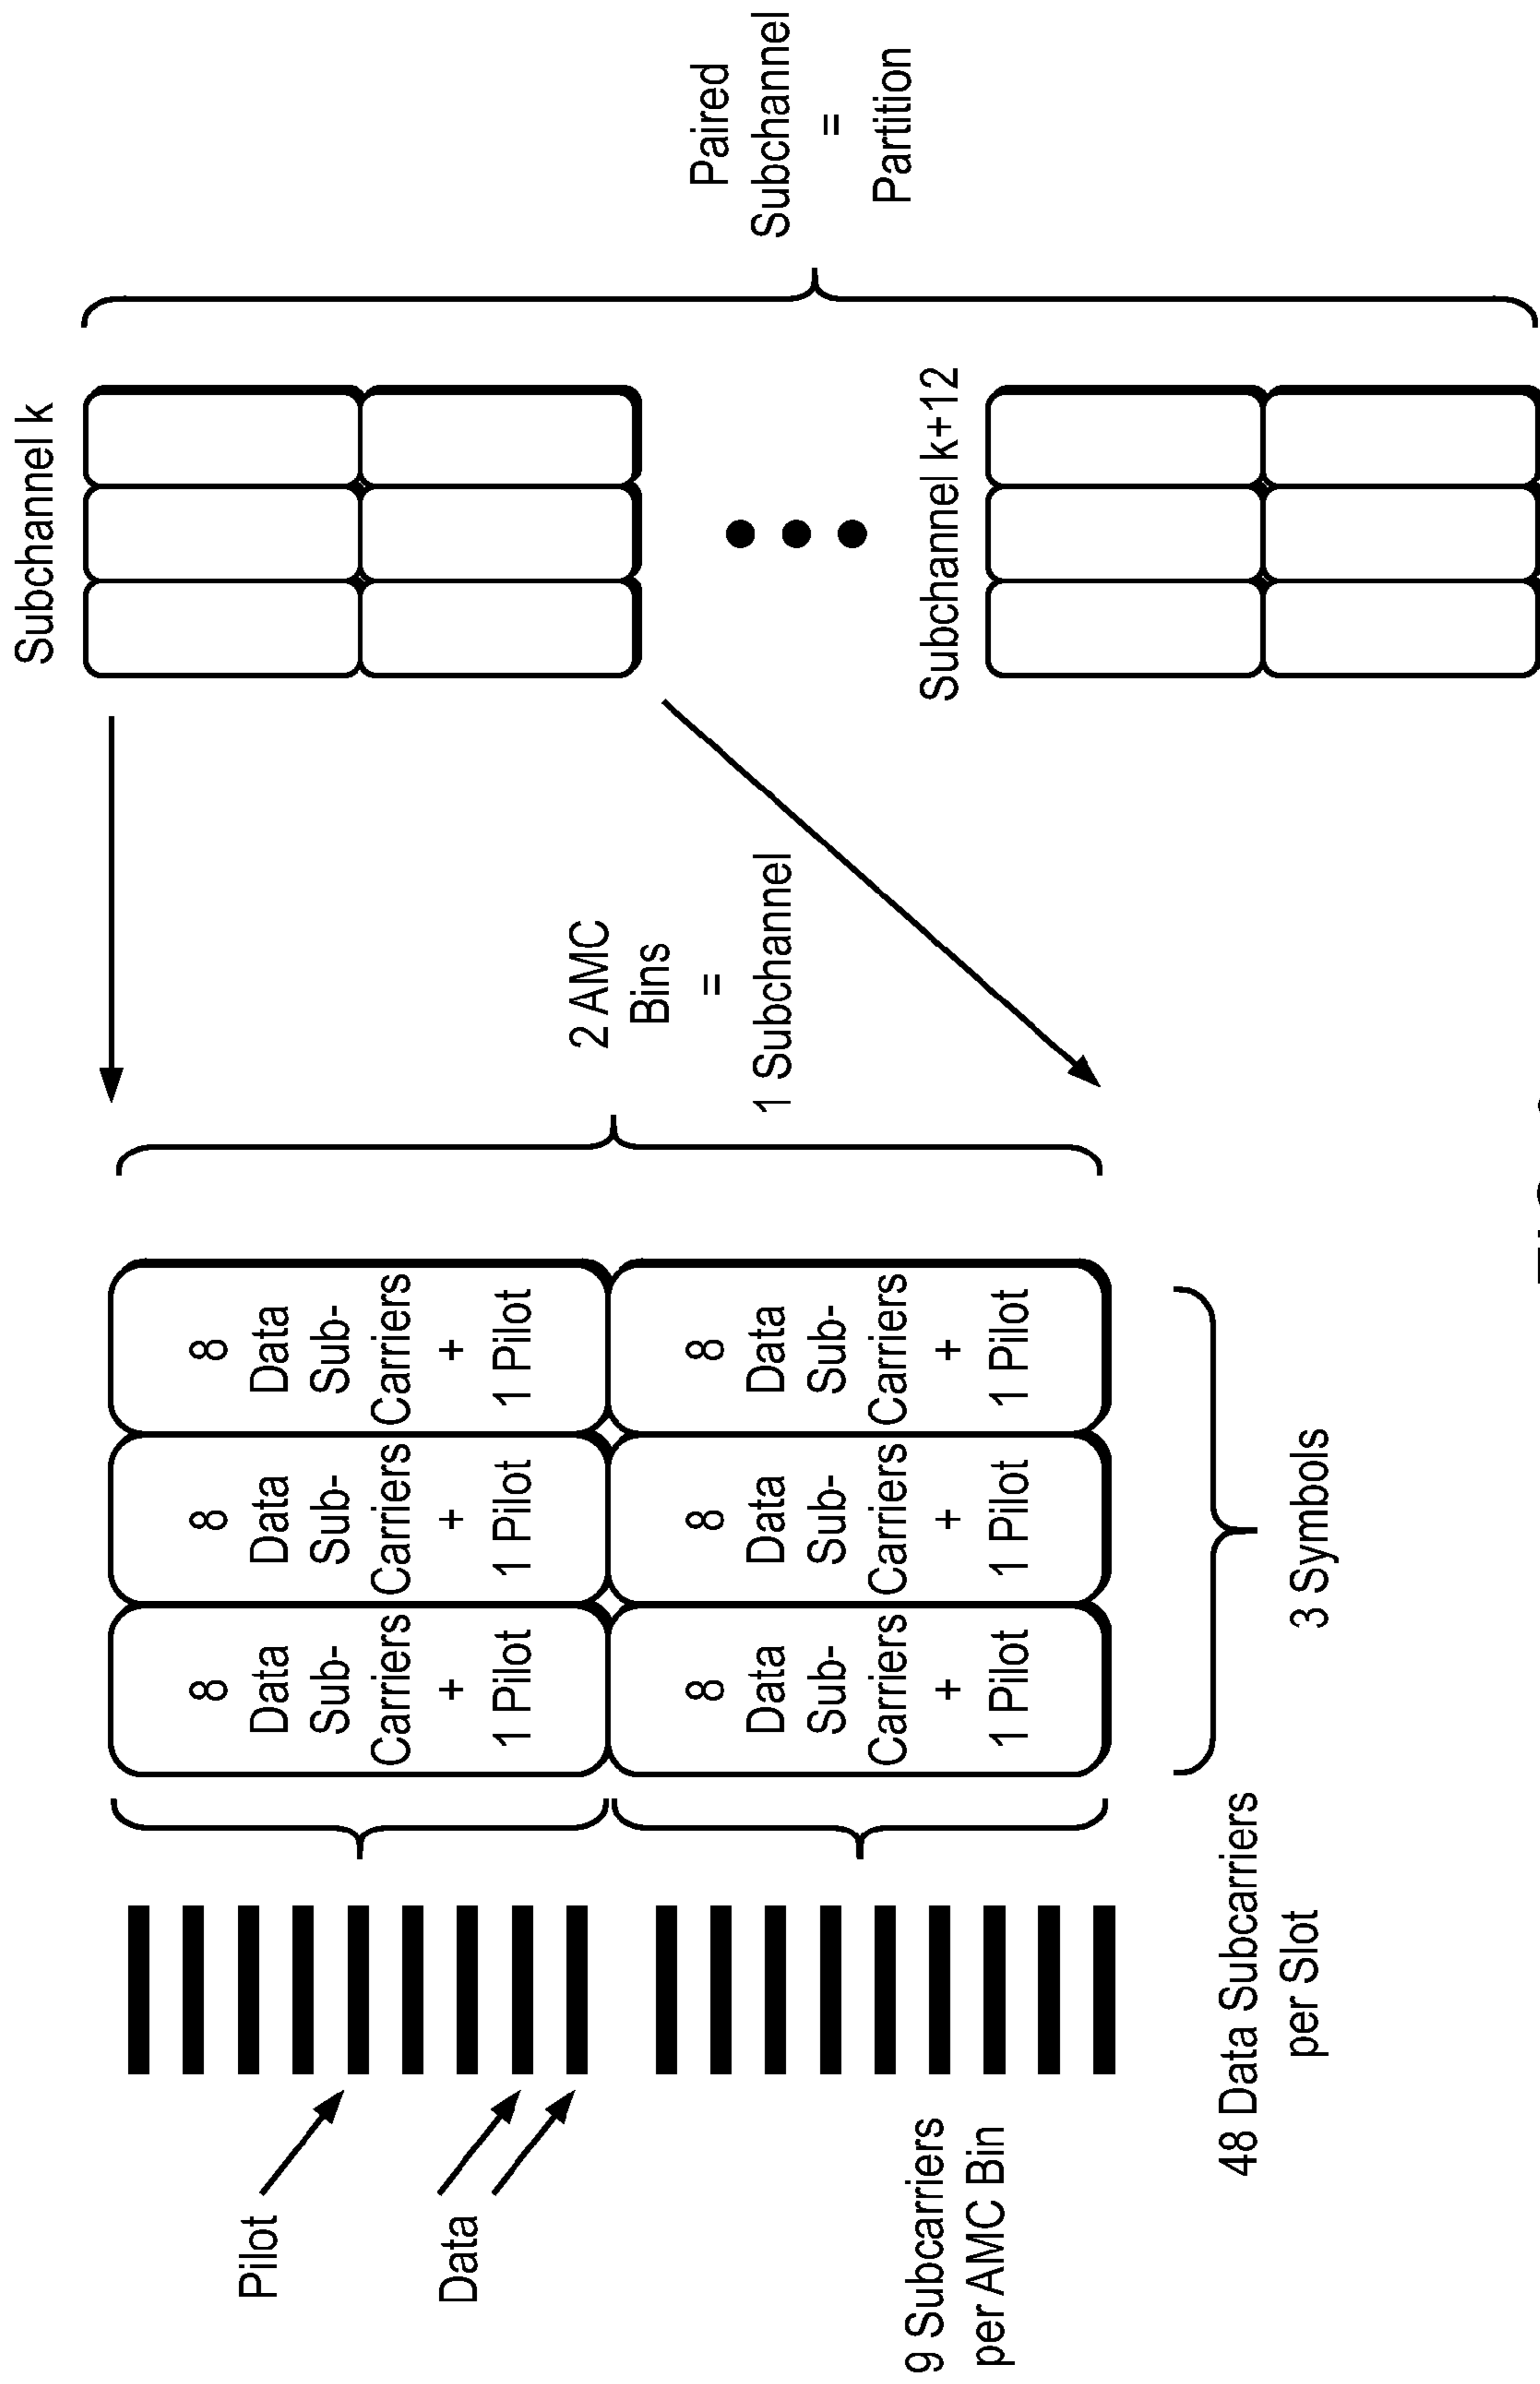 Pilot
Data
9 Subcarriers
per AMC Bin
48 Data Subcarriers
per Slot
8
Data
Sub-
Carriers
+
1 Pilot
8
Data
Sub-
Carriers
+
1 Pilot
8
Data
Sub-
Carriers
+
1 Pilot
8
Data
Sub-
Carriers
+
1 Pilot
8
Data
Sub-
Carriers
+
1 Pilot
8
Data
Sub-
Carriers
+
1 Pilot
3 Symbols
2 AMC
Bins
=
1 Subchannel
Subchannel k
Subchannel k+12
Paired
Subchannel
=
Partition